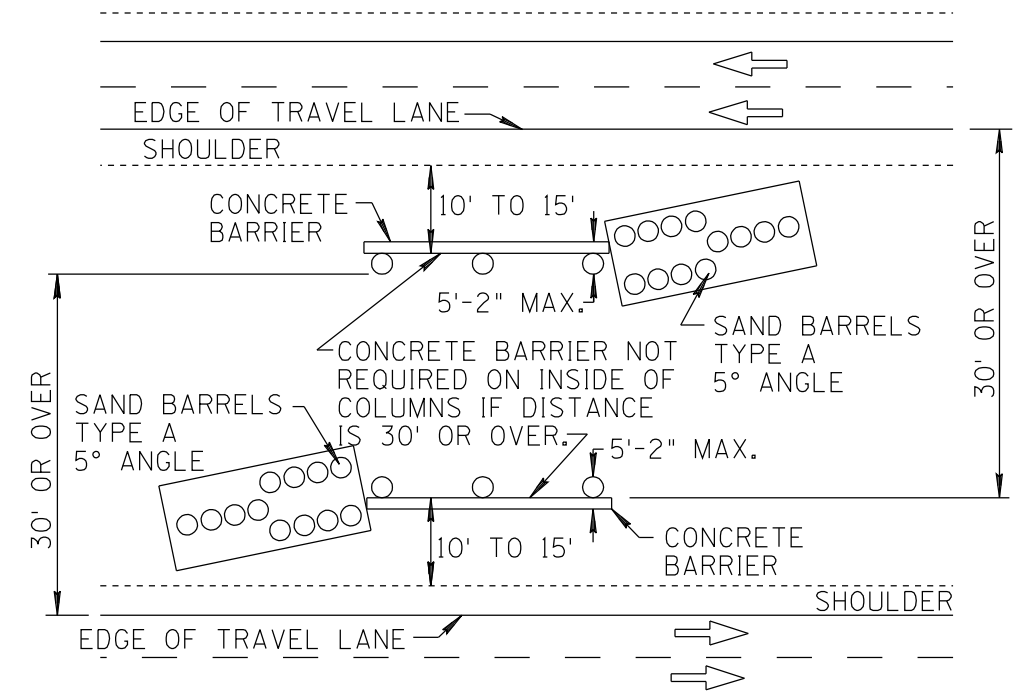 EDGE OF TRAVEL LANE
SHOULDER
CONCRETE
BARRIER
10' TO 15'
5'-2" MAX.
SAND BARRELS
TYPE A
5° ANGLE
30' OR OVER
CONCRETE BARRIER NOT
REQUIRED ON INSIDE OF
COLUMNS IF DISTANCE
IS 30' OR OVER.
30' OR OVER
SAND BARRELS
TYPE A
5° ANGLE
5'-2" MAX.
10' TO 15'
CONCRETE
BARRIER
SHOULDER
EDGE OF TRAVEL LANE